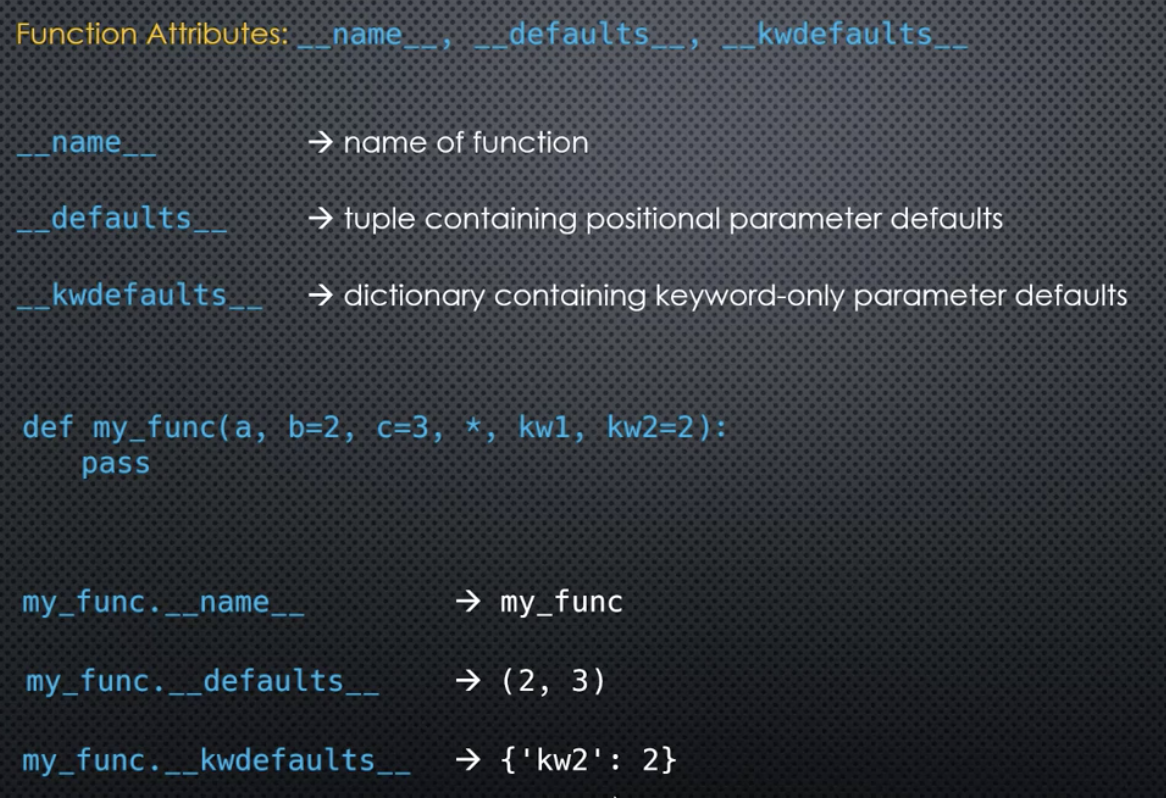 Function Attributes: __name__, __defaults__, __kwdefaults__
__name__ → name of function
__defaults__ → tuple containing positional parameter defaults
__kwdefaults__ → dictionary containing keyword-only parameter defaults
def my_func(a, b=2, c=3, *, kw1, kw2=2):
    pass
my_func.__name__ → my_func
my_func.__defaults__ → (2, 3)
my_func.__kwdefaults__ → {'kw2': 2}